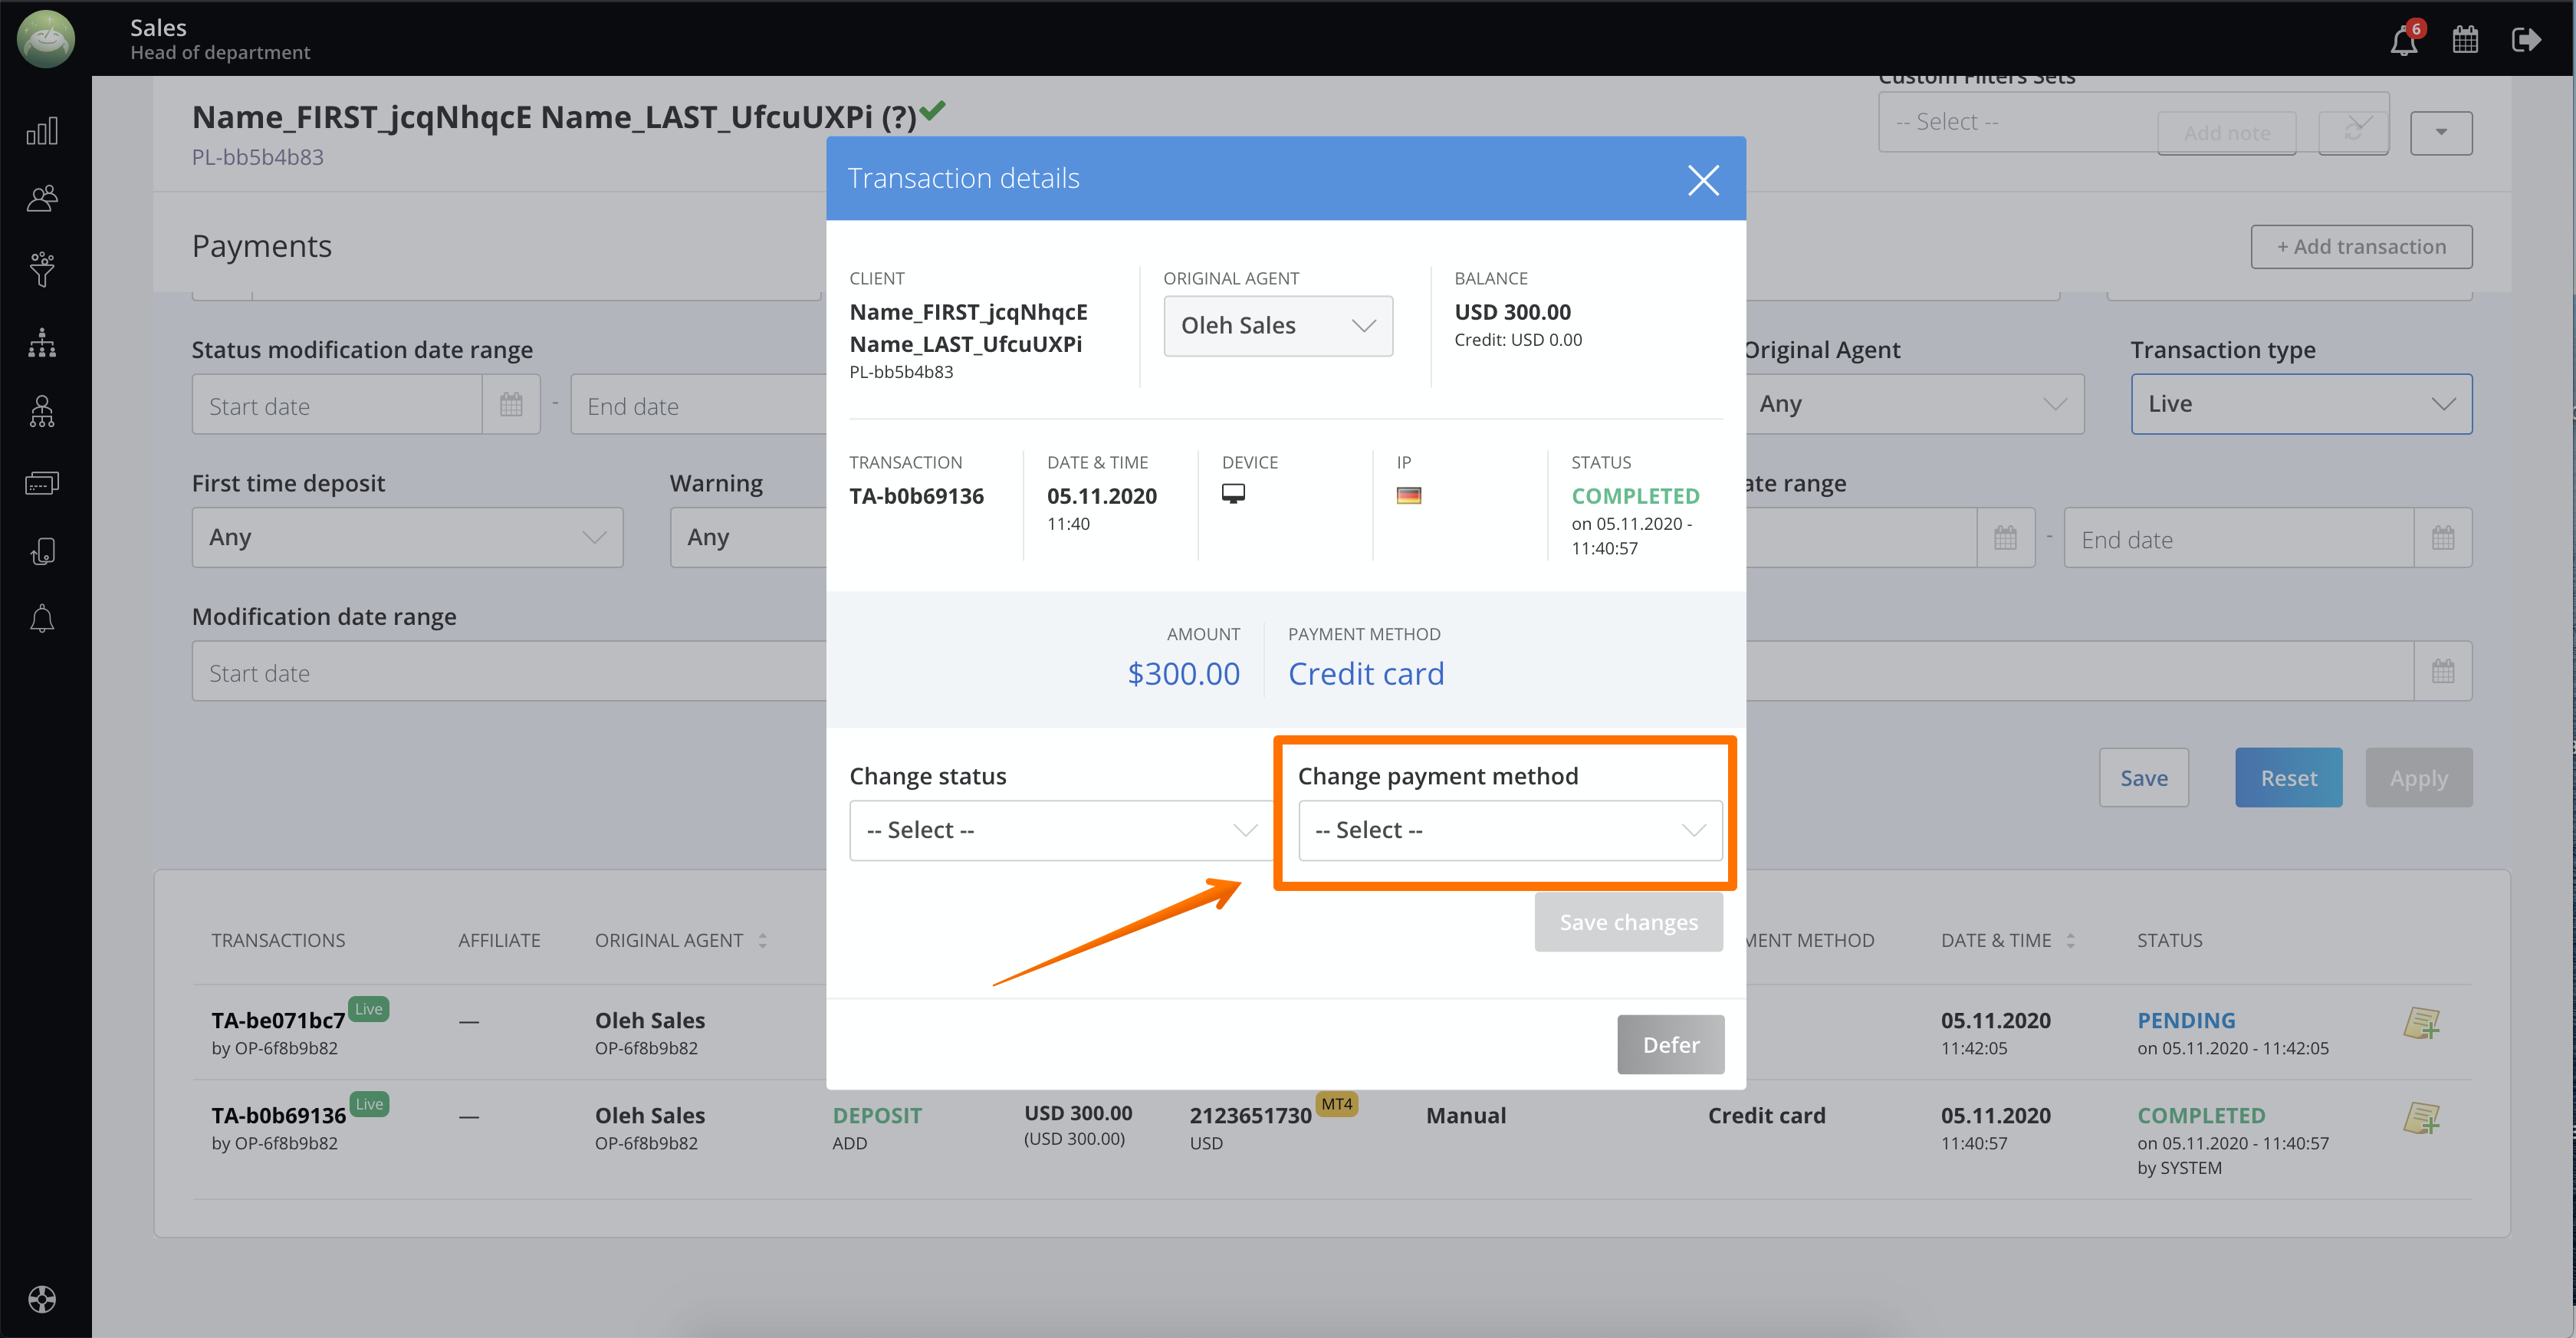 Sales
Head of department
6
Custom Filters Sets
-- Select --
Add note
Name_FIRST_jcqNhqcE Name_LAST_UfcuUXPi (?)
PL-bb5b4b83
Payments
+ Add transaction
Status modification date range
Start date
-
End date
Original Agent
Any
Transaction type
Live
First time deposit
Any
Warning
Any
ate range
-
End date
Modification date range
Start date
Save
Reset
Apply
Transaction details
CLIENT
Name_FIRST_jcqNhqcE
Name_LAST_UfcuUXPi
PL-bb5b4b83
ORIGINAL AGENT
Oleh Sales
BALANCE
USD 300.00
Credit: USD 0.00
TRANSACTION
TA-b0b69136
DATE & TIME
05.11.2020
11:40
DEVICE
IP
STATUS
COMPLETED
on 05.11.2020 -
11:40:57
AMOUNT
$300.00
PAYMENT METHOD
Credit card
Change status
-- Select --
Change payment method
-- Select --
Save changes
Defer
TRANSACTIONS
AFFILIATE
ORIGINAL AGENT
MENT METHOD
DATE & TIME
STATUS
TA-be071bc7
Live
by OP-6f8b9b82
—
Oleh Sales
OP-6f8b9b82
05.11.2020
11:42:05
PENDING
on 05.11.2020 - 11:42:05
TA-b0b69136
Live
by OP-6f8b9b82
—
Oleh Sales
OP-6f8b9b82
DEPOSIT
ADD
USD 300.00
(USD 300.00)
2123651730
MT4
USD
Manual
Credit card
05.11.2020
11:40:57
COMPLETED
on 05.11.2020 - 11:40:57
by SYSTEM